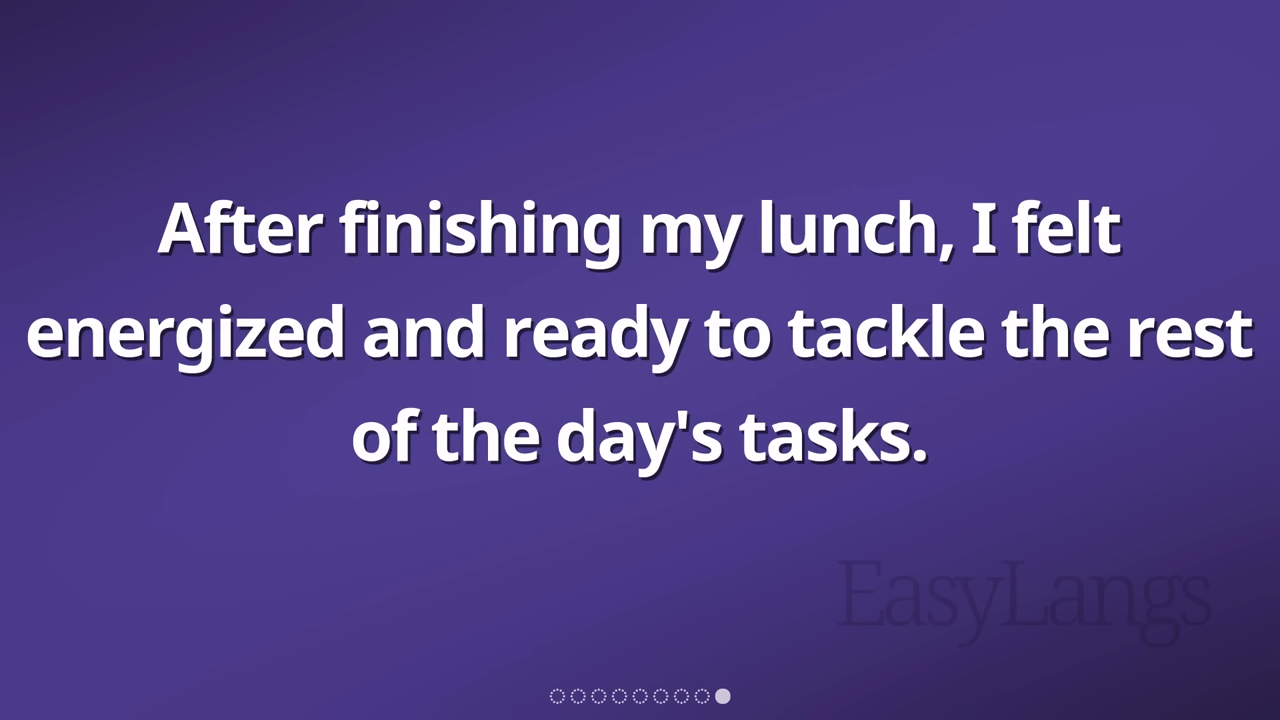 After finishing my lunch, I felt
energized and ready to tackle the rest
of the day's tasks.
EasyLangs